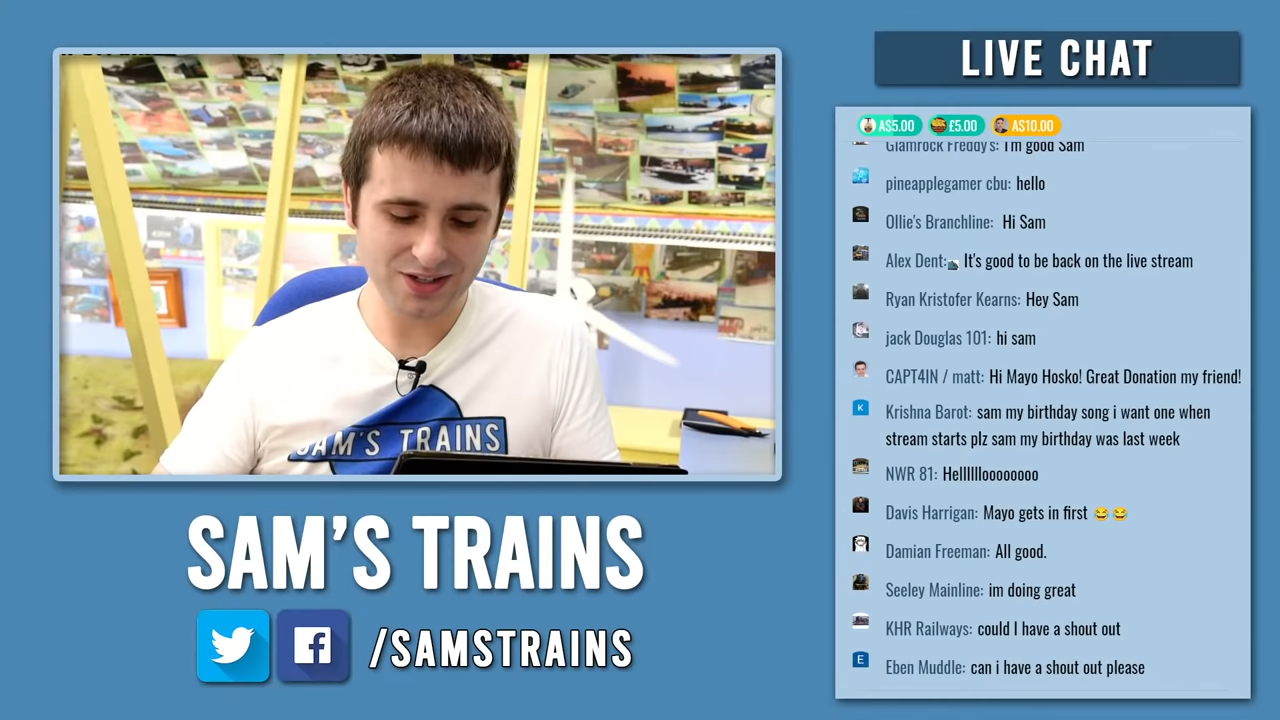 LIVE CHAT
A$5.00 £5.00 A$10.00
Glamrock Freddy's: I'm good Sam
pineapplegamer cbu: hello
Ollie's Branchline: Hi Sam
Alex Dent: It's good to be back on the live stream
Ryan Kristofer Kearns: Hey Sam
jack Douglas 101: hi sam
CAPT4IN / matt: Hi Mayo Hosko! Great Donation my friend!
K
Krishna Barot: sam my birthday song i want one when
stream starts plz sam my birthday was last week
NWR 81: Helllllloooooooo
Davis Harrigan: Mayo gets in first 😂😂
Damian Freeman: All good.
Seeley Mainline: im doing great
KHR Railways: could I have a shout out
E
Eben Muddle: can i have a shout out please
SAM'S TRAINS
SAM'S TRAINS
/SAMSTRAINS